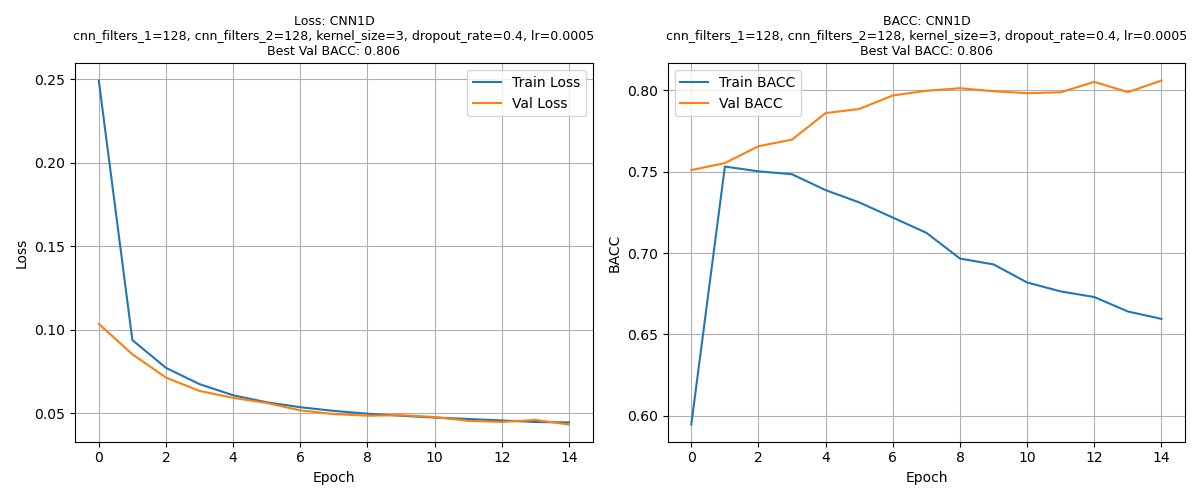 Loss: CNN1D
cnn_filters_1=128, cnn_filters_2=128, kernel_size=3, dropout_rate=0.4, lr=0.0005
Best Val BACC: 0.806
Train Loss
Val Loss
0.25
0.20
0.15
0.10
0.05
Loss
0 2 4 6 8 10 12 14
Epoch
BACC: CNN1D
cnn_filters_1=128, cnn_filters_2=128, kernel_size=3, dropout_rate=0.4, lr=0.0005
Best Val BACC: 0.806
Train BACC
Val BACC
0.80
0.75
0.70
0.65
0.60
BACC
0 2 4 6 8 10 12 14
Epoch